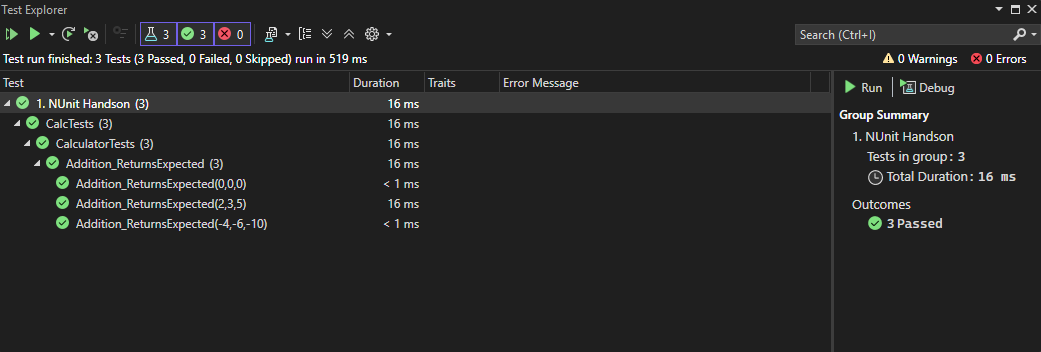 Test Explorer
3 3 0
Search (Ctrl+I)
Test run finished: 3 Tests (3 Passed, 0 Failed, 0 Skipped) run in 519 ms
0 Warnings 0 Errors
Test Duration Traits Error Message
1. NUnit Handson (3) 16 ms
CalcTests (3) 16 ms
CalculatorTests (3) 16 ms
Addition_ReturnsExpected (3) 16 ms
Addition_ReturnsExpected(0,0,0) < 1 ms
Addition_ReturnsExpected(2,3,5) 16 ms
Addition_ReturnsExpected(-4,-6,-10) < 1 ms
Run Debug
Group Summary
1. NUnit Handson
Tests in group: 3
Total Duration: 16 ms
Outcomes
3 Passed